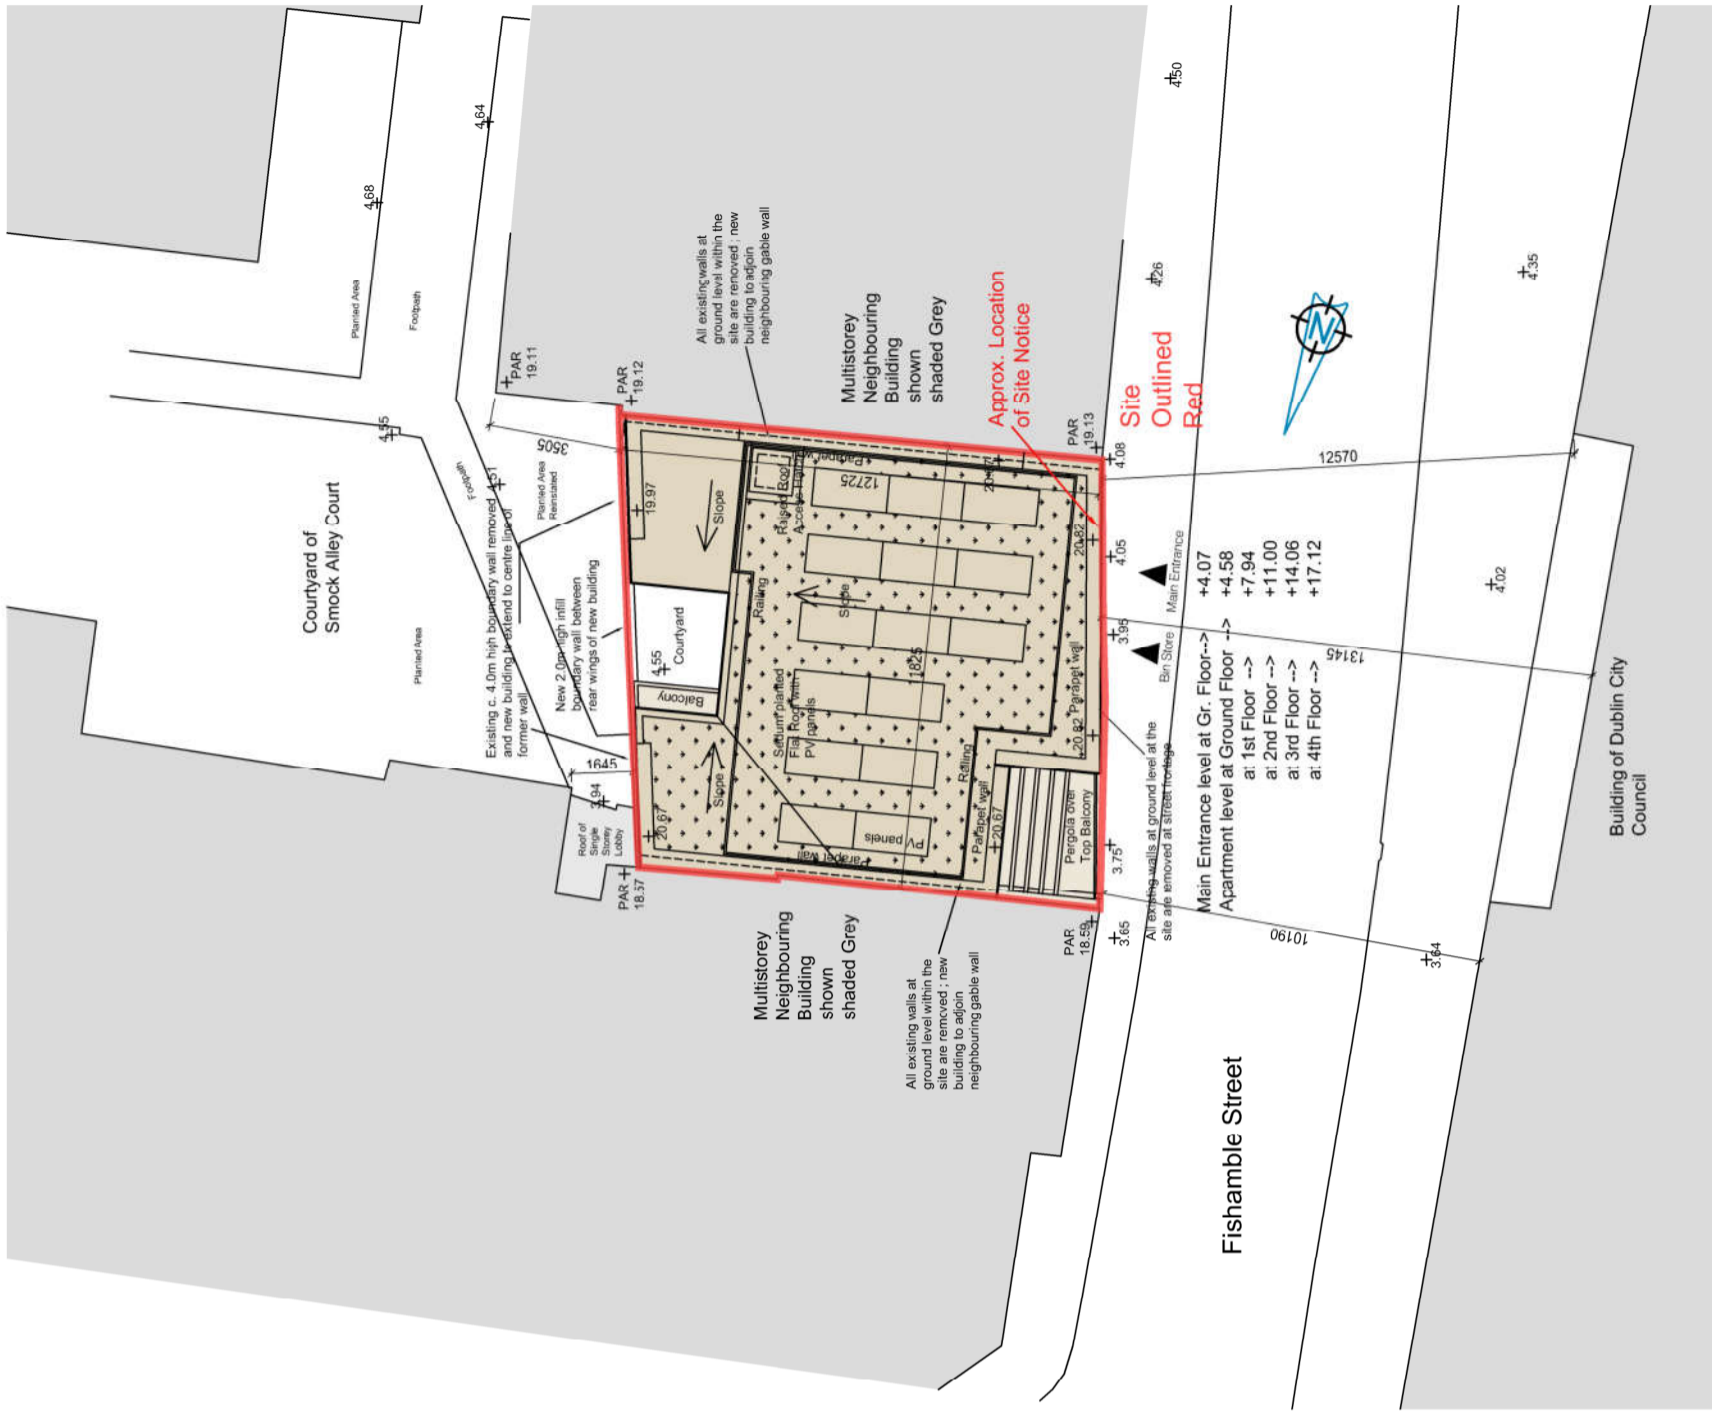 Courtyard of
Smock Alley Court
Planted Area
Footpath
Planted Area
Footpath
Planted Area
Reinstated
Existing c. 4.0m high boundary wall removed
and new building to extend to centre line of
former wall
New 2.0m high infill
boundary wall between
rear wings of new building
Roof of
Single
Storey
Lobby
4.64
4.68
4.55
4.51
3.94
PAR
19.11
PAR
19.12
PAR
18.57
PAR
18.59
PAR
19.13
3505
1645
12725
11825
All existing walls at
ground level within the
site are removed ; new
building to adjoin
neighbouring gable wall
Multistorey
Neighbouring
Building
shown
shaded Grey
Approx. Location
of Site Notice
Site
Outlined
Red
19.97
Slope
Raised Roof
Parapet w
Railing
Courtyard
4.55
Balcony
Slope
20.67
Sedum planted
Flat Roof with
PV panels
Slope
PV panels
Parapet wall
Railing
Parapet wall
20.67
20.82
20.82 Parapet wall
Pergola over
Top Balcony
Multistorey
Neighbouring
Building
shown
shaded Grey
All existing walls at
ground level within the
site are removed ; new
building to adjoin
neighbouring gable wall
All existing walls at ground level at the
site are removed at street frontage
4.08
4.05
3.95
3.75
3.65
Bin Store
Main Entrance
Main Entrance level at Gr. Floor--> +4.07
Apartment level at Ground Floor --> +4.58
at 1st Floor --> +7.94
at 2nd Floor --> +11.00
at 3rd Floor --> +14.06
at 4th Floor --> +17.12
N
4.50
4.26
4.35
4.02
3.64
12570
13145
10190
Fishamble Street
Building of Dublin City
Council